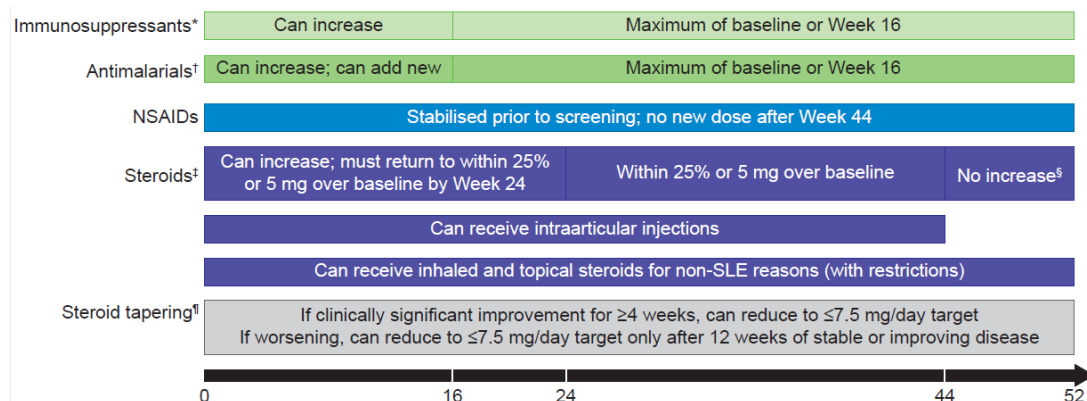 Immunosuppressants*
Can increase
Maximum of baseline or Week 16
Antimalarials†
Can increase; can add new
Maximum of baseline or Week 16
NSAIDs
Stabilised prior to screening; no new dose after Week 44
Steroids‡
Can increase; must return to within 25%
or 5 mg over baseline by Week 24
Within 25% or 5 mg over baseline
No increase§
Can receive intraarticular injections
Can receive inhaled and topical steroids for non-SLE reasons (with restrictions)
Steroid tapering¶
If clinically significant improvement for ≥4 weeks, can reduce to ≤7.5 mg/day target
If worsening, can reduce to ≤7.5 mg/day target only after 12 weeks of stable or improving disease
0 16 24 44 52